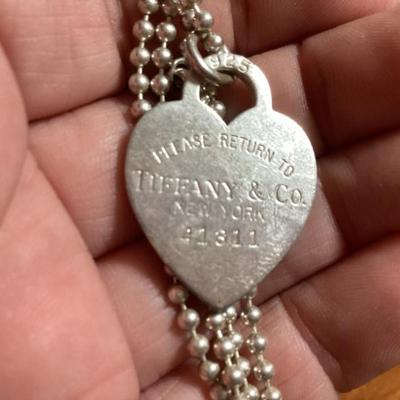 925
PLEASE RETURN TO
TIFFANY & CO.
NEW YORK
41311